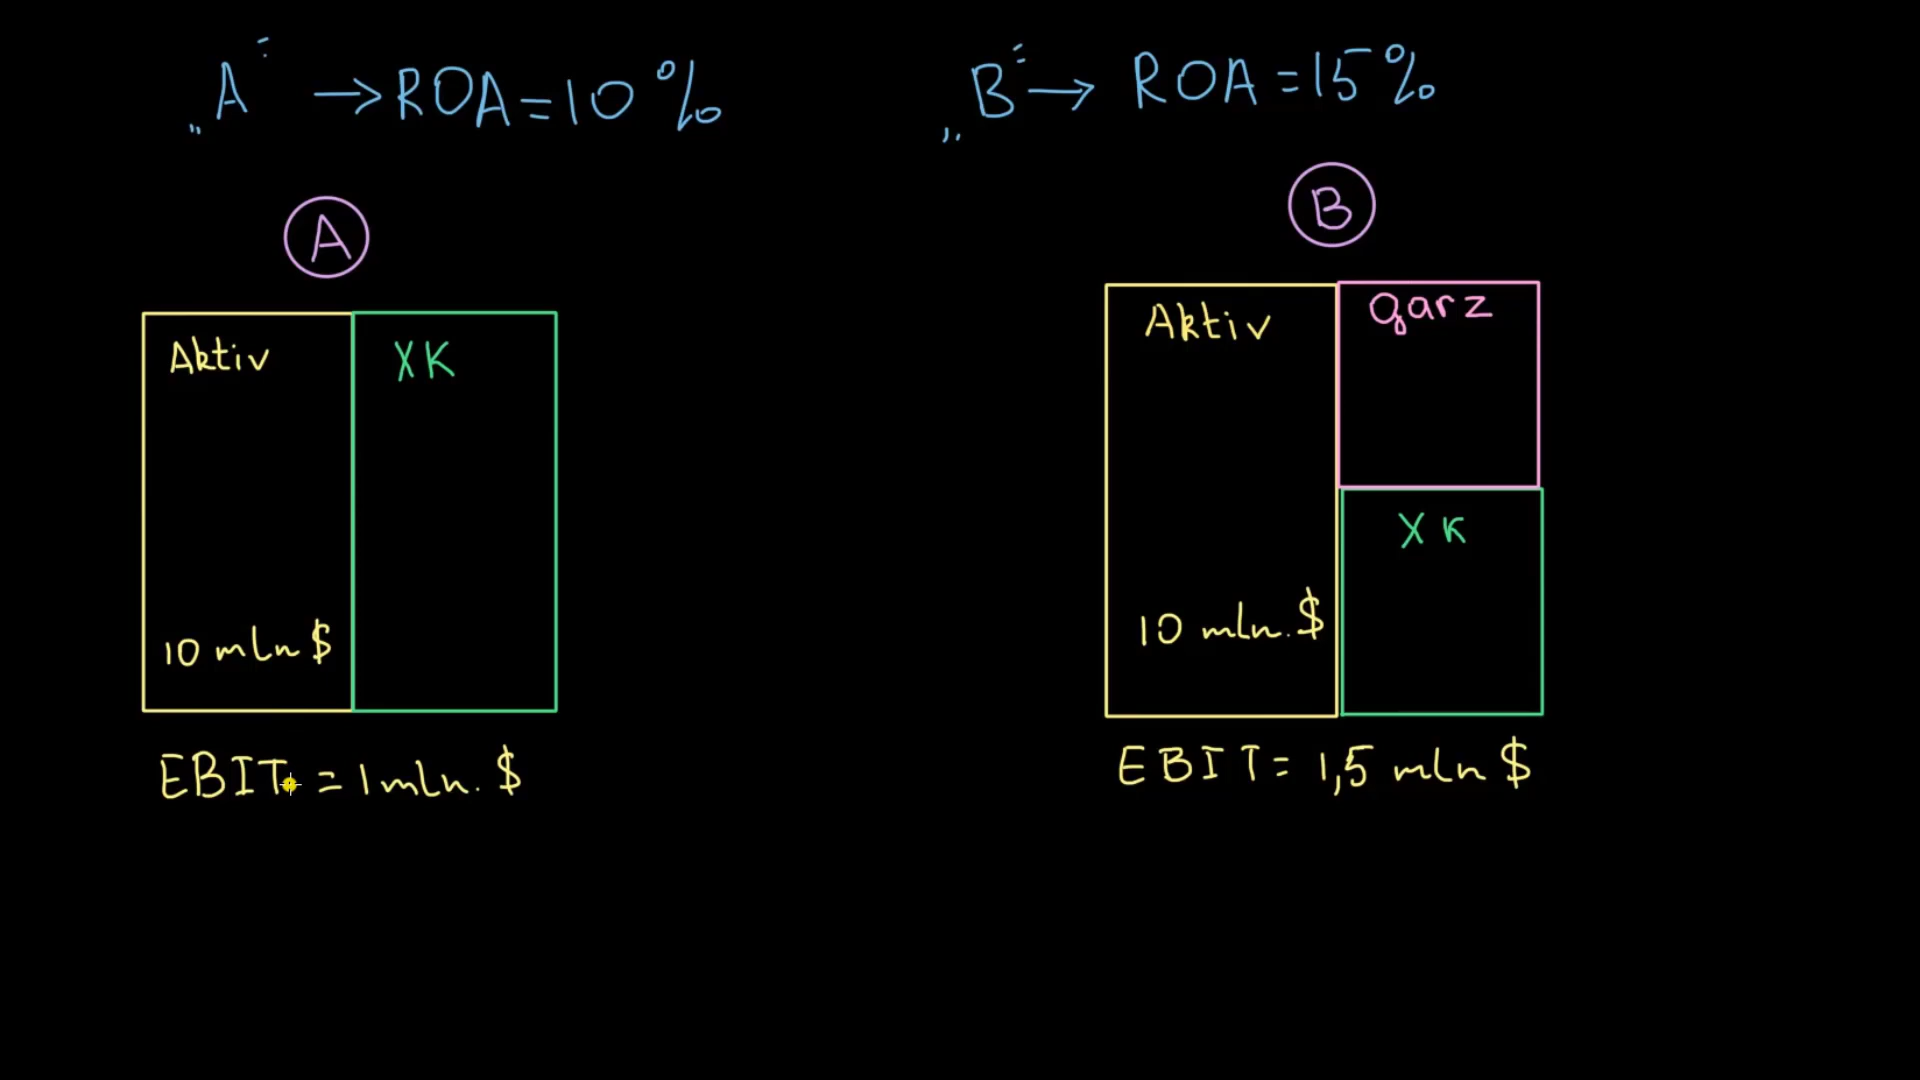 „A" → ROA = 10 %
„B" → ROA = 15 %
A
B
Aktiv
XK
10 mln $
EBIT = 1 mln. $
Aktiv
qarz
XK
10 mln. $
EBIT = 1,5 mln $